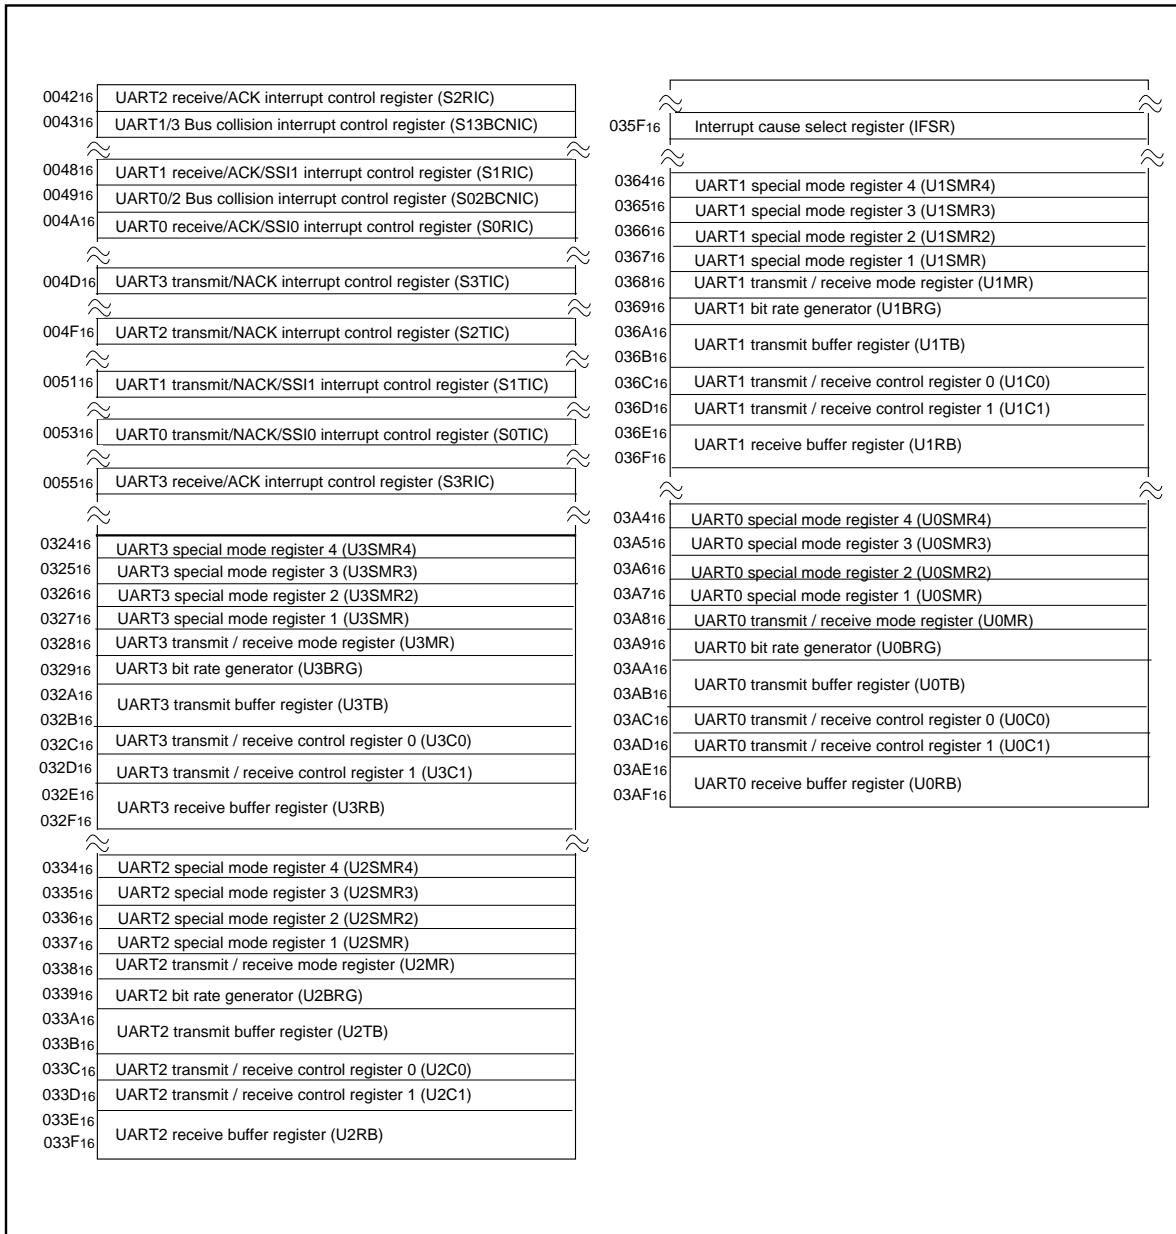 0042₁₆ UART2 receive/ACK interrupt control register (S2RIC)
0043₁₆ UART1/3 Bus collision interrupt control register (S13BCNIC)
0048₁₆ UART1 receive/ACK/SSI1 interrupt control register (S1RIC)
0049₁₆ UART0/2 Bus collision interrupt control register (S02BCNIC)
004A₁₆ UART0 receive/ACK/SSI0 interrupt control register (S0RIC)
004D₁₆ UART3 transmit/NACK interrupt control register (S3TIC)
004F₁₆ UART2 transmit/NACK interrupt control register (S2TIC)
0051₁₆ UART1 transmit/NACK/SSI1 interrupt control register (S1TIC)
0053₁₆ UART0 transmit/NACK/SSI0 interrupt control register (S0TIC)
0055₁₆ UART3 receive/ACK interrupt control register (S3RIC)
0324₁₆ UART3 special mode register 4 (U3SMR4)
0325₁₆ UART3 special mode register 3 (U3SMR3)
0326₁₆ UART3 special mode register 2 (U3SMR2)
0327₁₆ UART3 special mode register 1 (U3SMR)
0328₁₆ UART3 transmit / receive mode register (U3MR)
0329₁₆ UART3 bit rate generator (U3BRG)
032A₁₆
UART3 transmit buffer register (U3TB)
032B₁₆
032C₁₆ UART3 transmit / receive control register 0 (U3C0)
032D₁₆ UART3 transmit / receive control register 1 (U3C1)
032E₁₆
UART3 receive buffer register (U3RB)
032F₁₆
0334₁₆ UART2 special mode register 4 (U2SMR4)
0335₁₆ UART2 special mode register 3 (U2SMR3)
0336₁₆ UART2 special mode register 2 (U2SMR2)
0337₁₆ UART2 special mode register 1 (U2SMR)
0338₁₆ UART2 transmit / receive mode register (U2MR)
0339₁₆ UART2 bit rate generator (U2BRG)
033A₁₆
UART2 transmit buffer register (U2TB)
033B₁₆
033C₁₆ UART2 transmit / receive control register 0 (U2C0)
033D₁₆ UART2 transmit / receive control register 1 (U2C1)
033E₁₆
UART2 receive buffer register (U2RB)
033F₁₆
035F₁₆ Interrupt cause select register (IFSR)
0364₁₆ UART1 special mode register 4 (U1SMR4)
0365₁₆ UART1 special mode register 3 (U1SMR3)
0366₁₆ UART1 special mode register 2 (U1SMR2)
0367₁₆ UART1 special mode register 1 (U1SMR)
0368₁₆ UART1 transmit / receive mode register (U1MR)
0369₁₆ UART1 bit rate generator (U1BRG)
036A₁₆
UART1 transmit buffer register (U1TB)
036B₁₆
036C₁₆ UART1 transmit / receive control register 0 (U1C0)
036D₁₆ UART1 transmit / receive control register 1 (U1C1)
036E₁₆
UART1 receive buffer register (U1RB)
036F₁₆
03A4₁₆ UART0 special mode register 4 (U0SMR4)
03A5₁₆ UART0 special mode register 3 (U0SMR3)
03A6₁₆ UART0 special mode register 2 (U0SMR2)
03A7₁₆ UART0 special mode register 1 (U0SMR)
03A8₁₆ UART0 transmit / receive mode register (U0MR)
03A9₁₆ UART0 bit rate generator (U0BRG)
03AA₁₆
UART0 transmit buffer register (U0TB)
03AB₁₆
03AC₁₆ UART0 transmit / receive control register 0 (U0C0)
03AD₁₆ UART0 transmit / receive control register 1 (U0C1)
03AE₁₆
UART0 receive buffer register (U0RB)
03AF₁₆